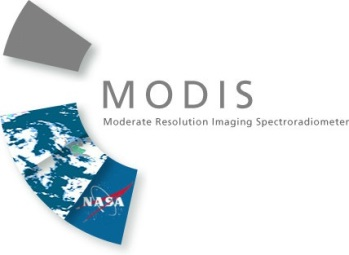 MODIS
Moderate Resolution Imaging Spectroradiometer
NASA